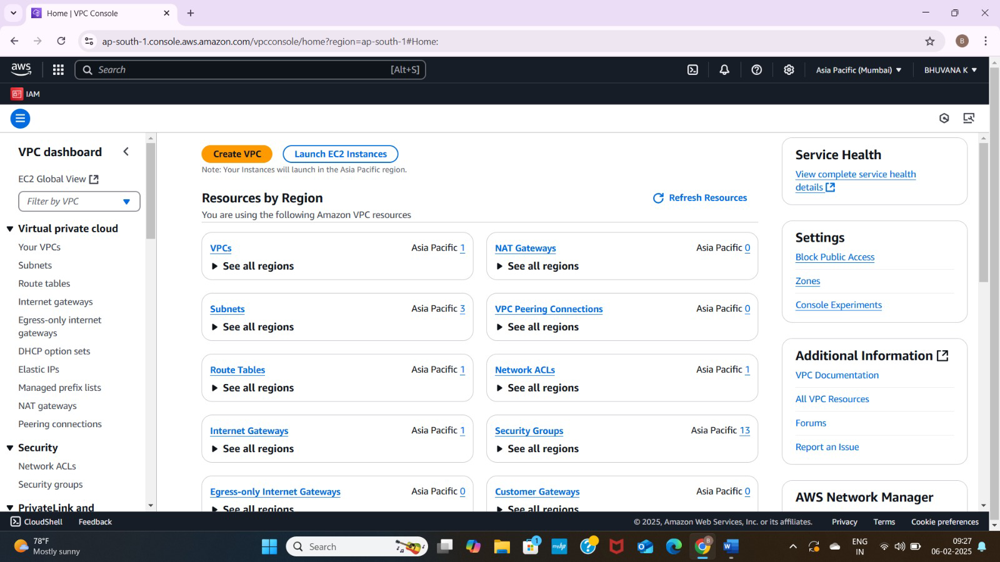 Home | VPC Console
ap-south-1.console.aws.amazon.com/vpcconsole/home?region=ap-south-1#Home:
B
aws
Search
[Alt+S]
Asia Pacific (Mumbai)
BHUVANA K
IAM
VPC dashboard
EC2 Global View
Filter by VPC
Virtual private cloud
Your VPCs
Subnets
Route tables
Internet gateways
Egress-only internet
gateways
DHCP option sets
Elastic IPs
Managed prefix lists
NAT gateways
Peering connections
Security
Network ACLs
Security groups
PrivateLink and
Create VPC
Launch EC2 Instances
Note: Your Instances will launch in the Asia Pacific region.
Resources by Region
Refresh Resources
You are using the following Amazon VPC resources
VPCs
Asia Pacific 1
See all regions
NAT Gateways
Asia Pacific 0
See all regions
Subnets
Asia Pacific 3
See all regions
VPC Peering Connections
Asia Pacific 0
See all regions
Route Tables
Asia Pacific 1
See all regions
Network ACLs
Asia Pacific 1
See all regions
Internet Gateways
Asia Pacific 1
See all regions
Security Groups
Asia Pacific 13
See all regions
Egress-only Internet Gateways
Asia Pacific 0
See all regions
Customer Gateways
Asia Pacific 0
See all regions
Service Health
View complete service health
details
Settings
Block Public Access
Zones
Console Experiments
Additional Information
VPC Documentation
All VPC Resources
Forums
Report an Issue
AWS Network Manager
CloudShell
Feedback
© 2025, Amazon Web Services, Inc. or its affiliates.
Privacy
Terms
Cookie preferences
78°F
Mostly sunny
Search
1
myhp
B
ENG
IN
09:27
06-02-2025